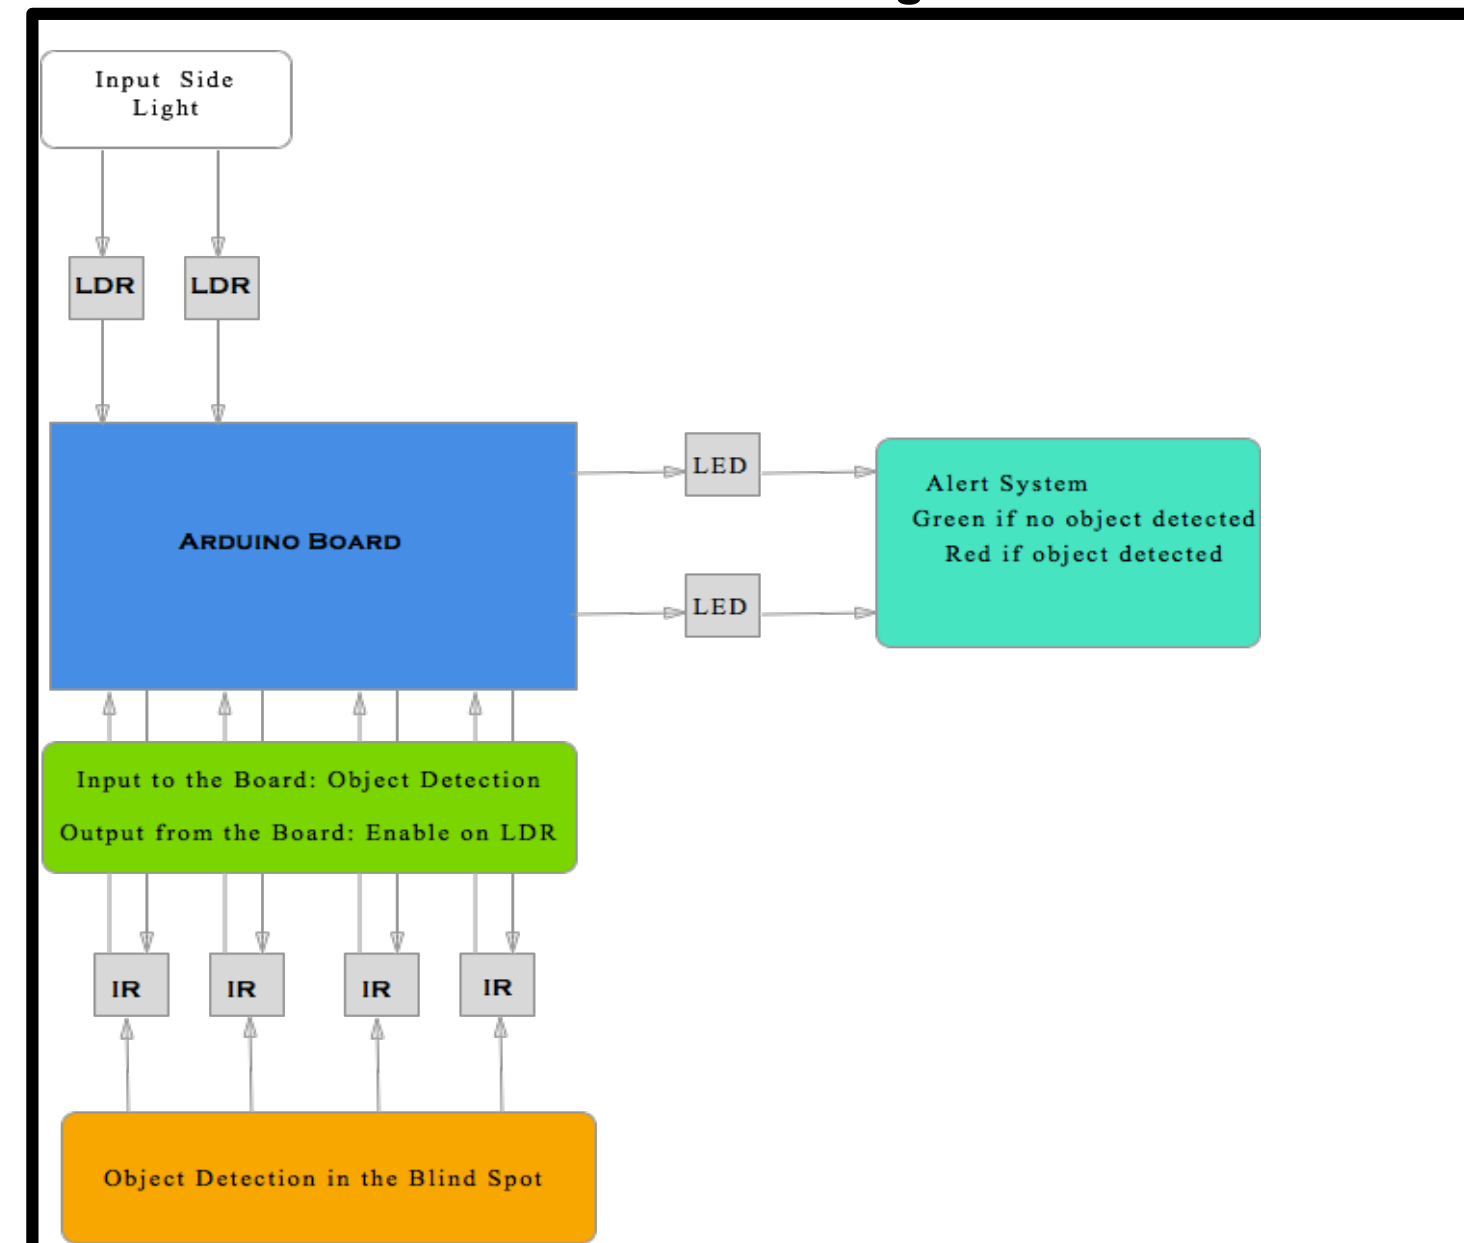 Input Side
Light
LDR
LDR
ARDUINO BOARD
LED
LED
Alert System
Green if no object detected
Red if object detected
Input to the Board: Object Detection
Output from the Board: Enable on LDR
IR
IR
IR
IR
Object Detection in the Blind Spot